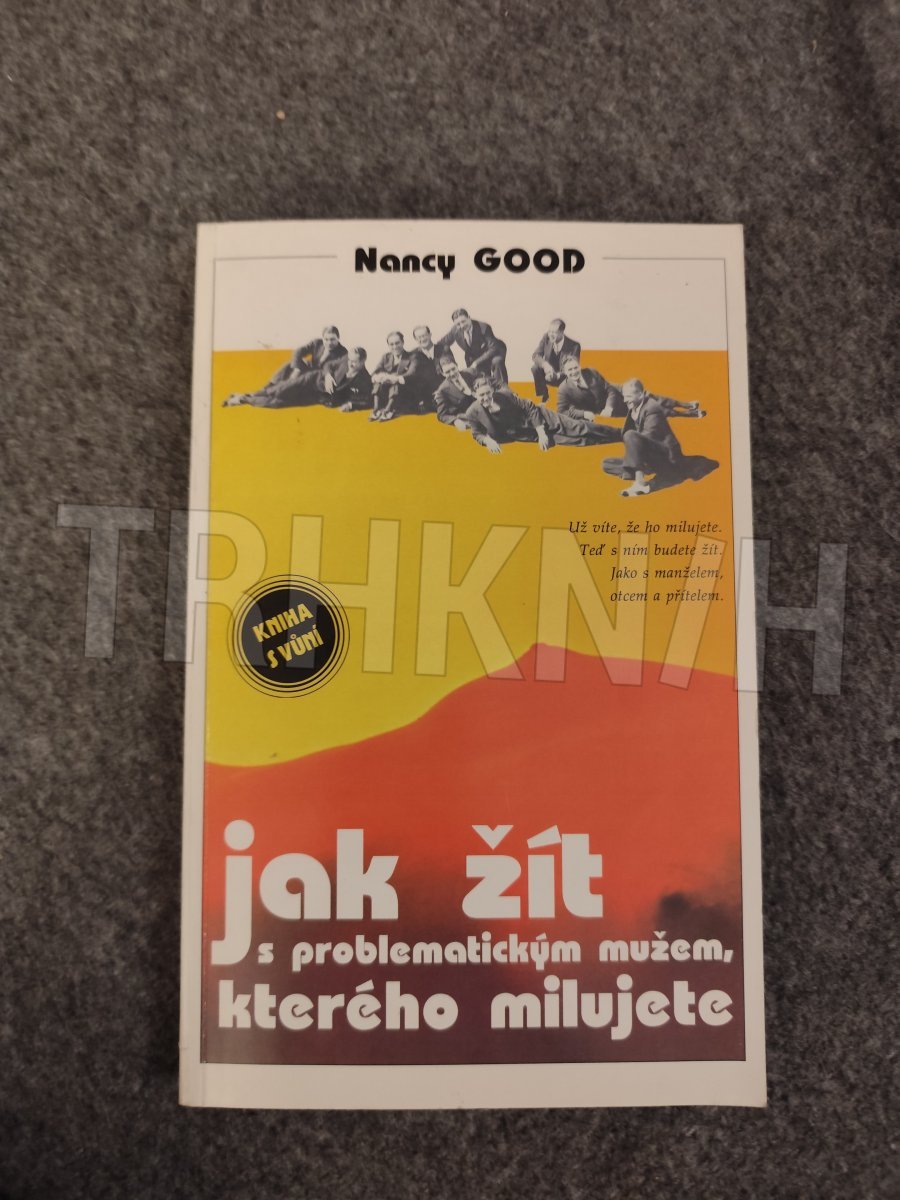 Nancy GOOD
Už víte, že ho milujete.
Teď s ním budete žít.
Jako s manželem,
otcem a přítelem.
KNIHA
S VŮNÍ
TRHKNIH
jak žít
s problematickým mužem,
kterého milujete